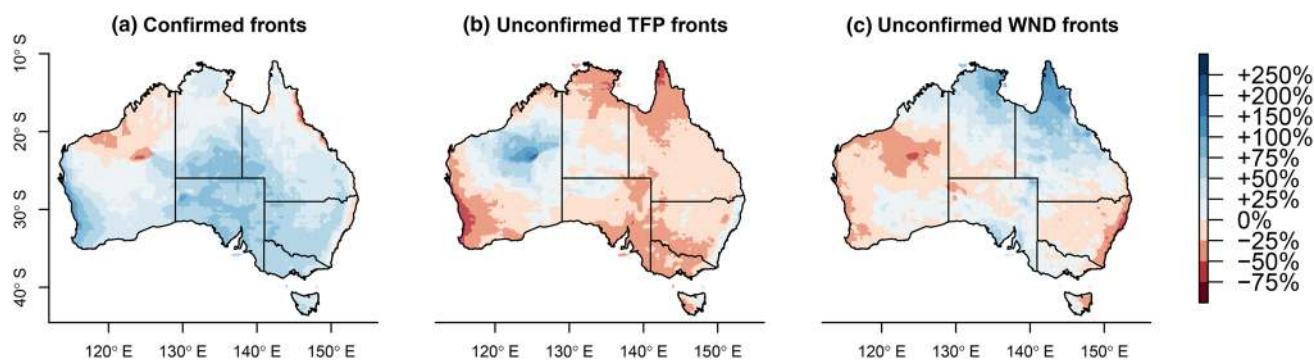 (a) Confirmed fronts
(b) Unconfirmed TFP fronts
(c) Unconfirmed WND fronts
10° S
20° S
30° S
40° S
120° E 130° E 140° E 150° E
120° E 130° E 140° E 150° E
120° E 130° E 140° E 150° E
+250%
+200%
+150%
+100%
+75%
+50%
+25%
0%
−25%
−50%
−75%